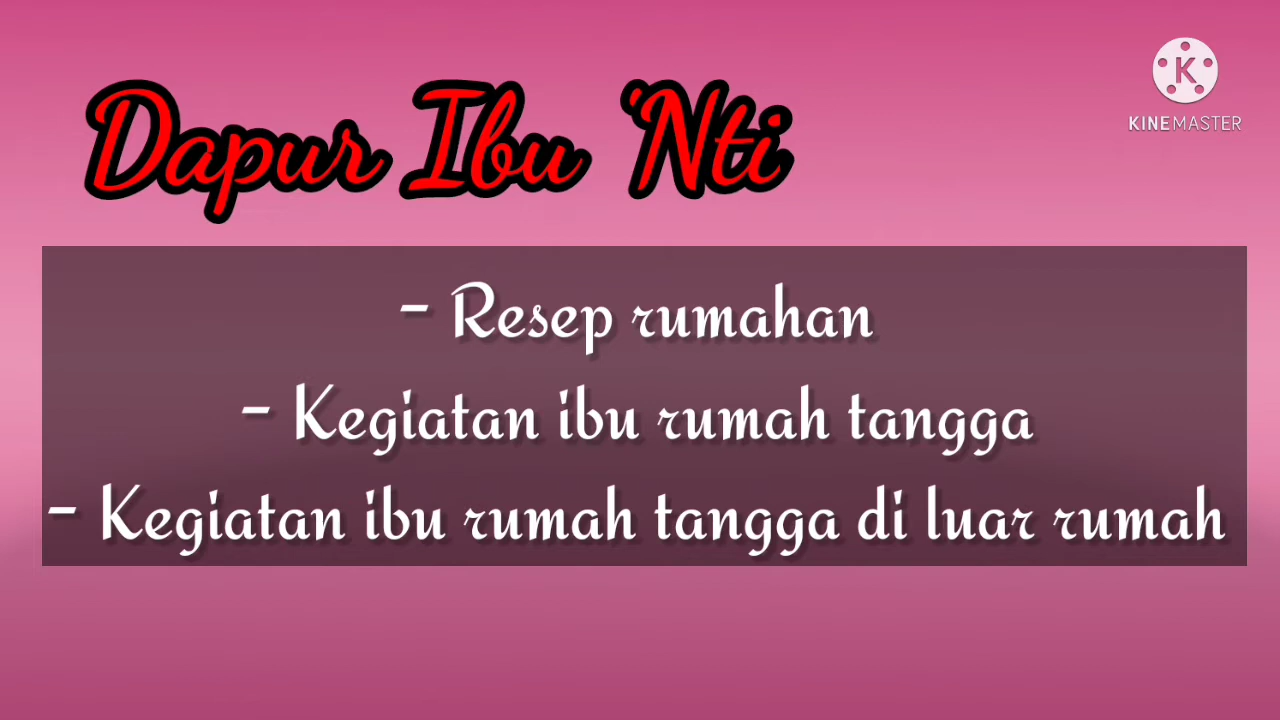 Dapur Ibu 'Nti
KINEMASTER
- Resep rumahan
- Kegiatan ibu rumah tangga
- Kegiatan ibu rumah tangga di luar rumah